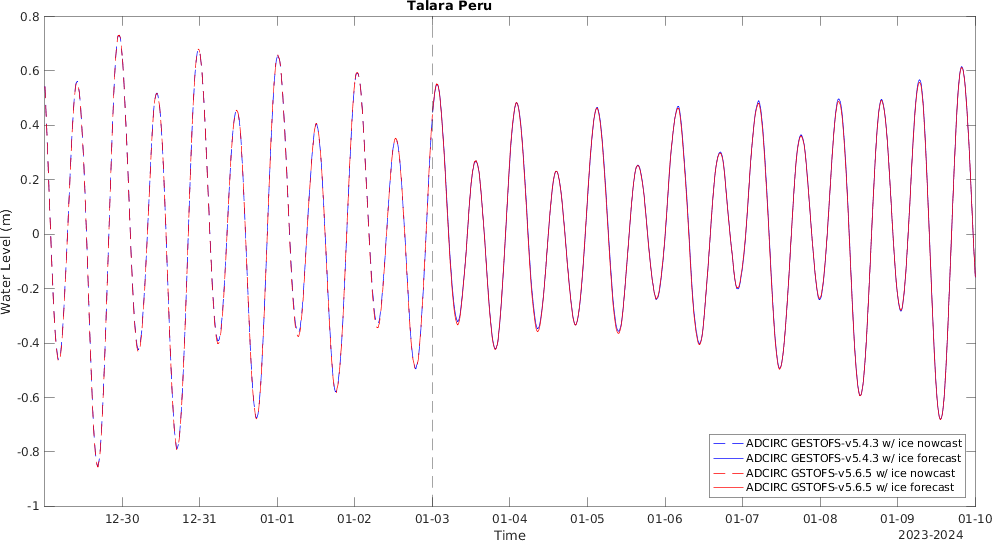 Talara Peru
0.8
0.6
0.4
0.2
0
-0.2
-0.4
-0.6
-0.8
-1
Water Level (m)
ADCIRC GESTOFS-v5.4.3 w/ ice nowcast
ADCIRC GESTOFS-v5.4.3 w/ ice forecast
ADCIRC GSTOFS-v5.6.5 w/ ice nowcast
ADCIRC GSTOFS-v5.6.5 w/ ice forecast
12-30 12-31 01-01 01-02 01-03 01-04 01-05 01-06 01-07 01-08 01-09 01-10
Time
2023-2024